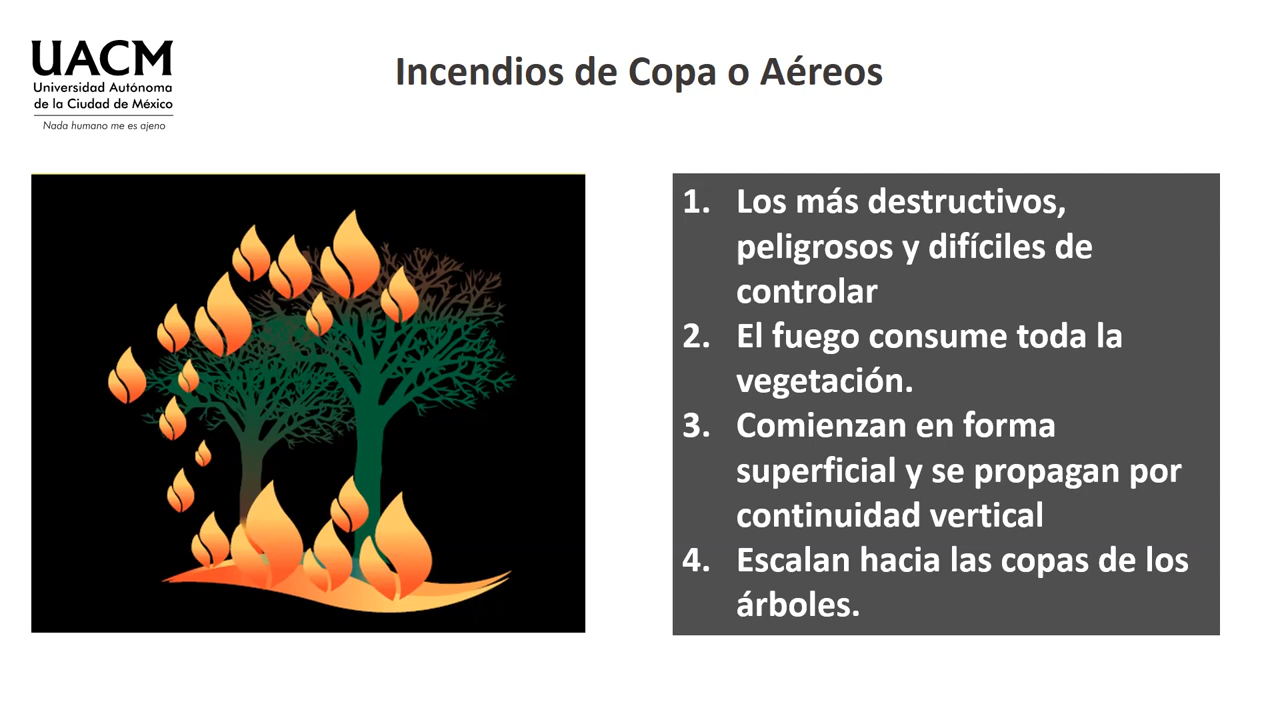 UACM
Universidad Autónoma
de la Ciudad de México
Nada humano me es ajeno
Incendios de Copa o Aéreos
1. Los más destructivos,
peligrosos y difíciles de
controlar
2. El fuego consume toda la
vegetación.
3. Comienzan en forma
superficial y se propagan por
continuidad vertical
4. Escalan hacia las copas de los
árboles.